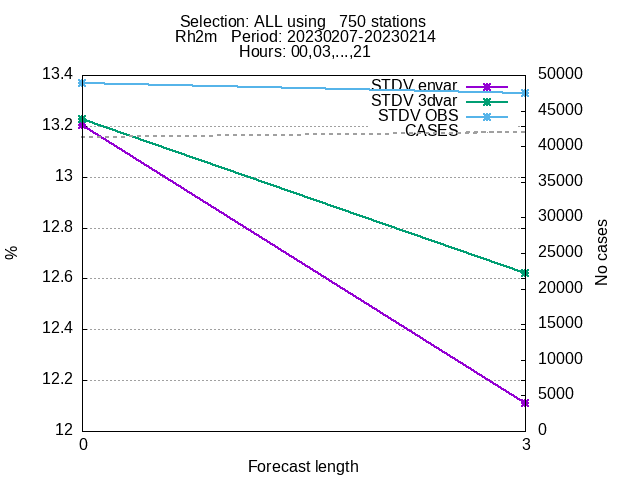 Selection: ALL using   750 stations
Rh2m   Period: 20230207-20230214
Hours: 00,03,...,21
13.4
13.2
13
12.8
12.6
12.4
12.2
12
%
STDV envar
STDV 3dvar
STDV OBS
CASES
50000
45000
40000
35000
30000
25000
20000
15000
10000
5000
0
No cases
0
3
Forecast length